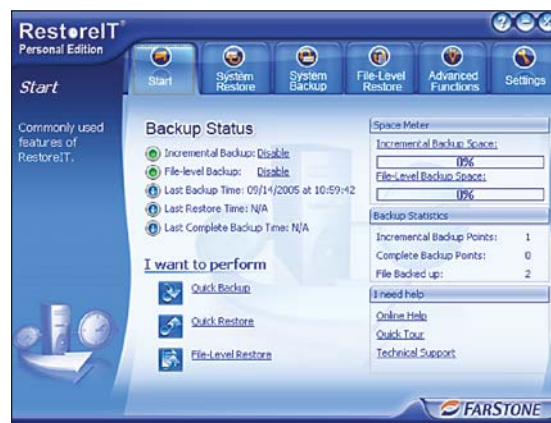 RestoreIT
Personal Edition
Start
System Restore
System Backup
File-Level Restore
Advanced Functions
Settings
Start
Commonly used
features of
RestoreIT.
Backup Status
Incremental Backup: Disable
File-level Backup: Disable
Last Backup Time: 09/14/2005 at 10:59:42
Last Restore Time: N/A
Last Complete Backup Time: N/A
I want to perform
Quick Backup
Quick Restore
File-Level Restore
Space Meter
Incremental Backup Space:
0%
File-Level Backup Space:
0%
Backup Statistics
Incremental Backup Points: 1
Complete Backup Points: 0
File Backed up: 2
I need help
Online Help
Quick Tour
Technical Support
FARSTONE